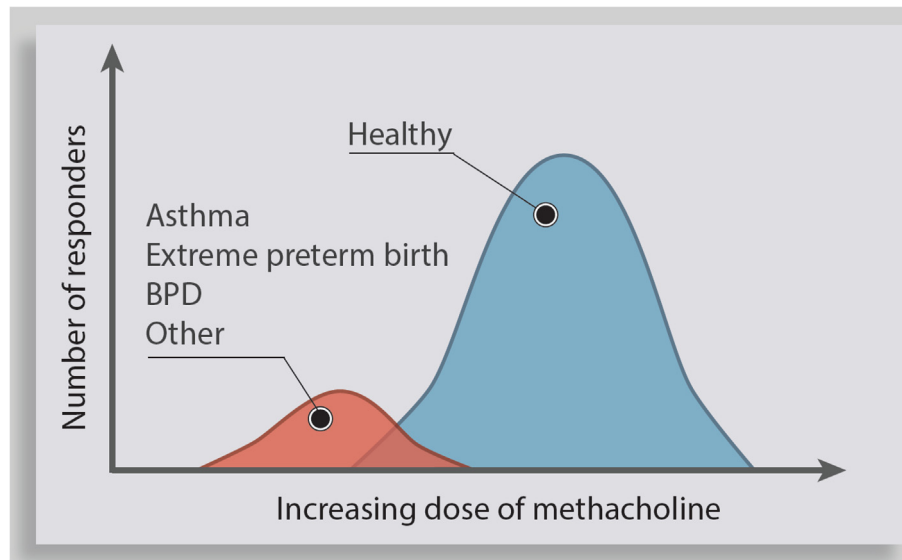 Healthy
Asthma
Extreme preterm birth
BPD
Other
Number of responders
Increasing dose of methacholine